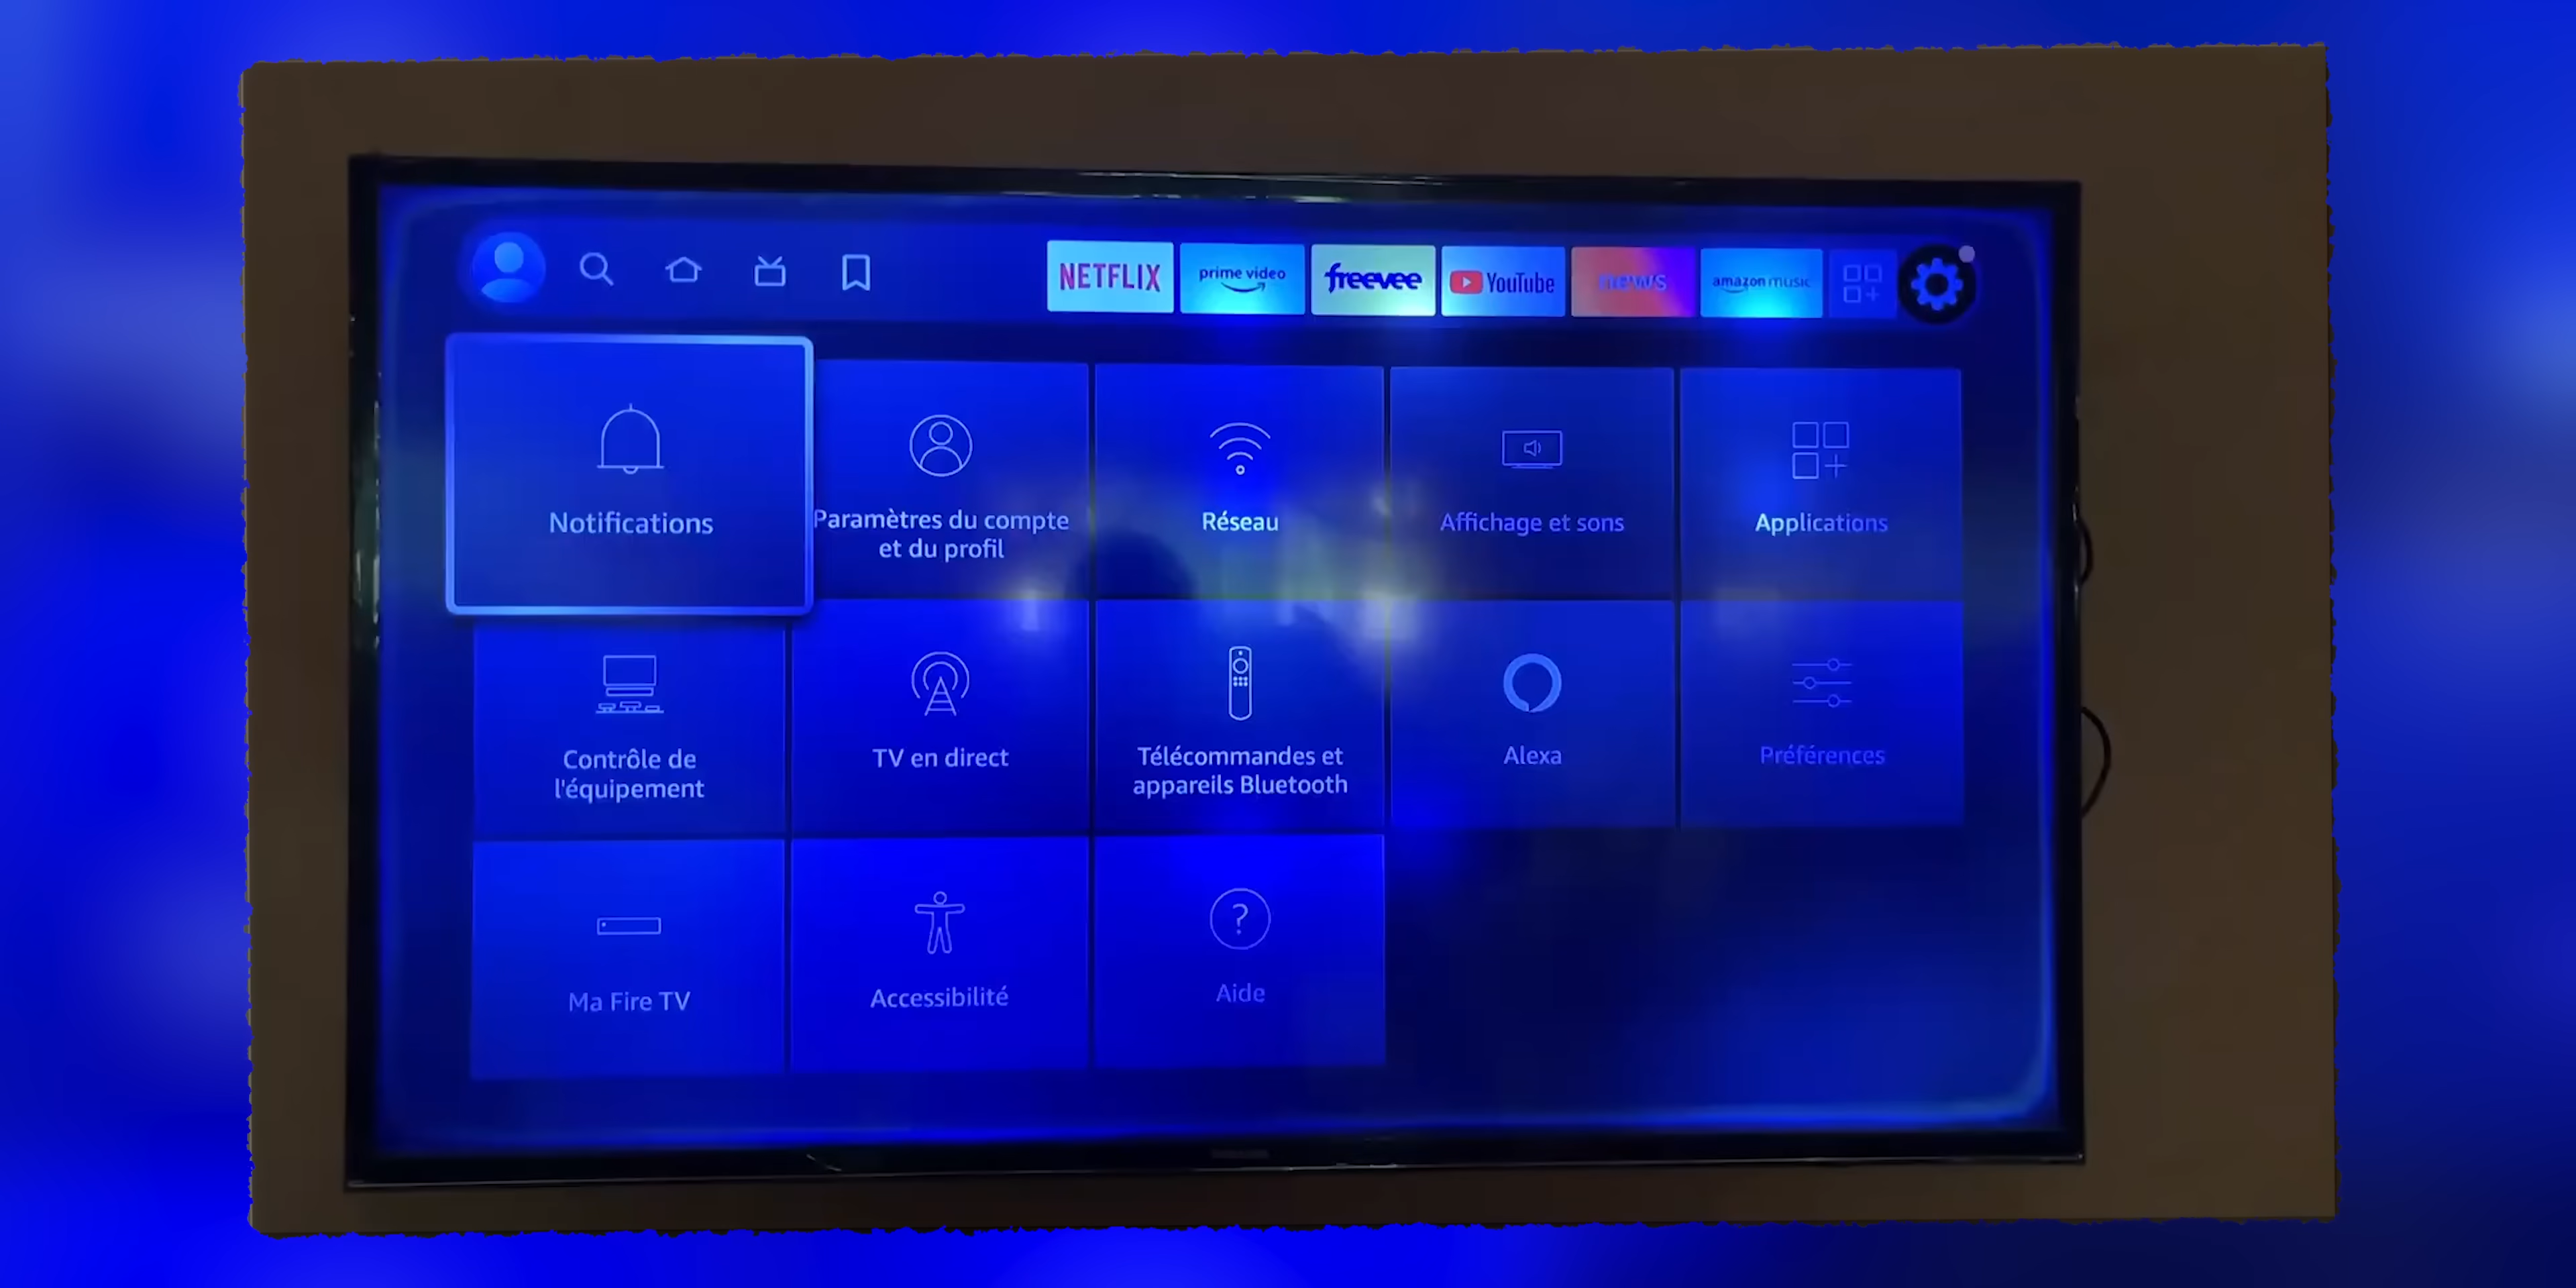 NETFLIX
prime video
freevee
YouTube
news
amazon music
Notifications
Paramètres du compte
et du profil
Réseau
Affichage et sons
Applications
Contrôle de
l'équipement
TV en direct
Télécommandes et
appareils Bluetooth
Alexa
Préférences
Ma Fire TV
Accessibilité
?
Aide